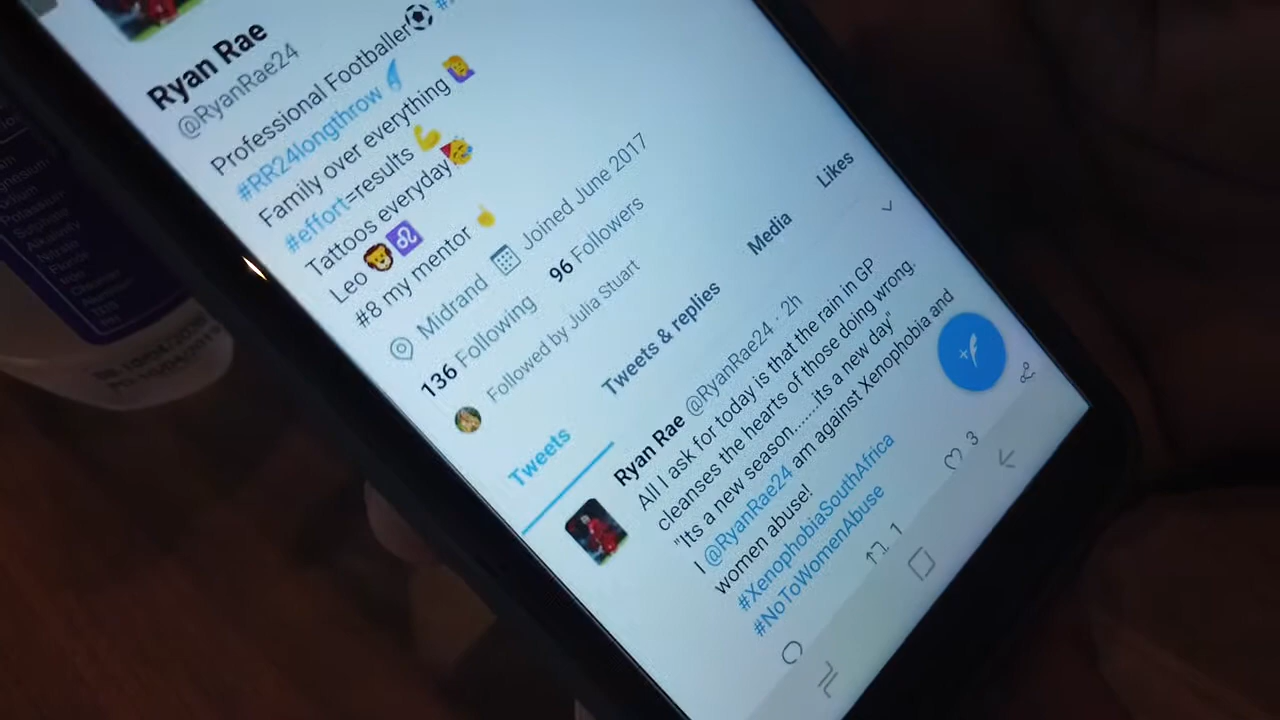 Ryan Rae
@RyanRae24
Professional Footballer⚽
#RR24longthrow
Family over everything
#effort=results 💪
Tattoos everyday
Leo 🦁♌
#8 my mentor ☝
Midrand Joined June 2017
136 Following 96 Followers
Followed by Julia Stuart
Tweets Tweets & replies Media Likes
Ryan Rae @RyanRae24 · 2h
All I ask for today is that the rain in GP
cleanses the hearts of those doing wrong.
"Its a new season.......its a new day"
I @RyanRae24 am against Xenophobia and
women abuse!
#XenophobiaSouthAfrica
#NoToWomenAbuse
1 3